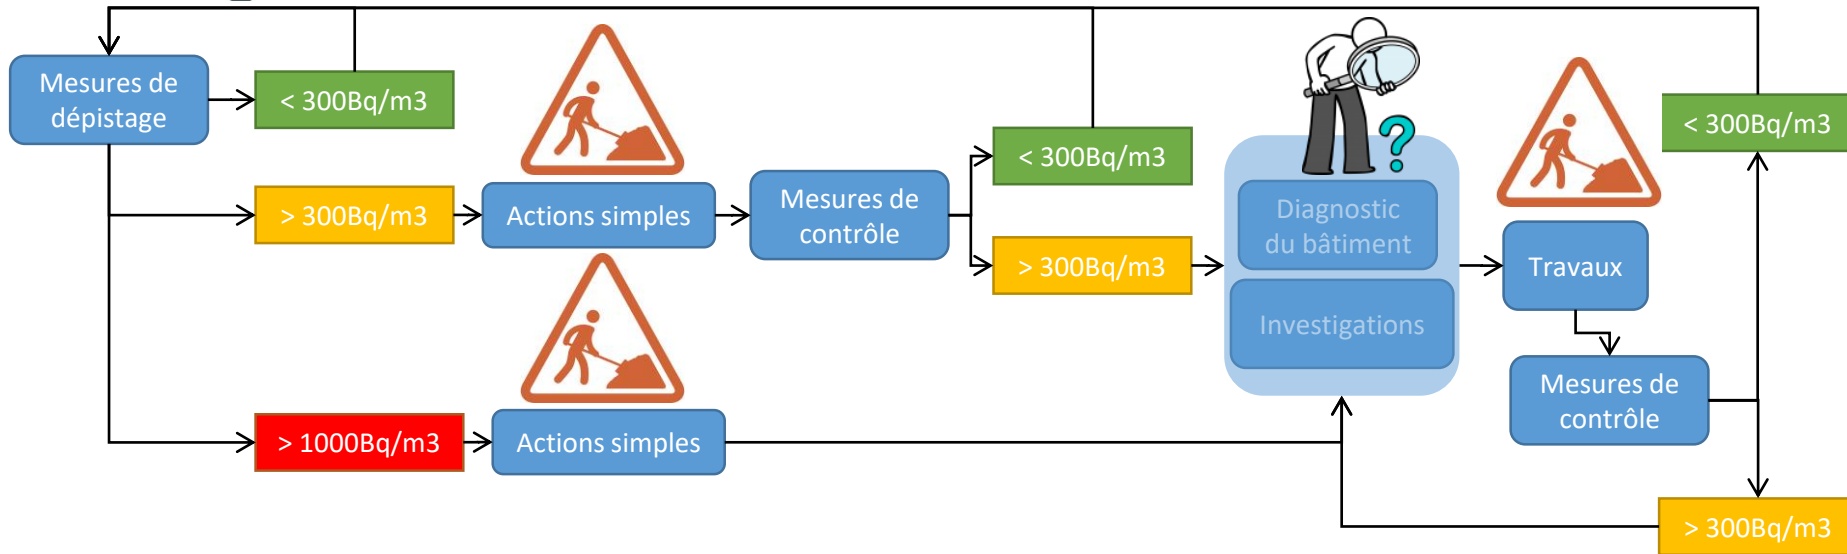 Mesures de
dépistage
< 300Bq/m3
> 300Bq/m3
Actions simples
Mesures de
contrôle
< 300Bq/m3
> 300Bq/m3
Diagnostic
du bâtiment
Investigations
Travaux
Mesures de
contrôle
< 300Bq/m3
> 300Bq/m3
> 1000Bq/m3
Actions simples
?